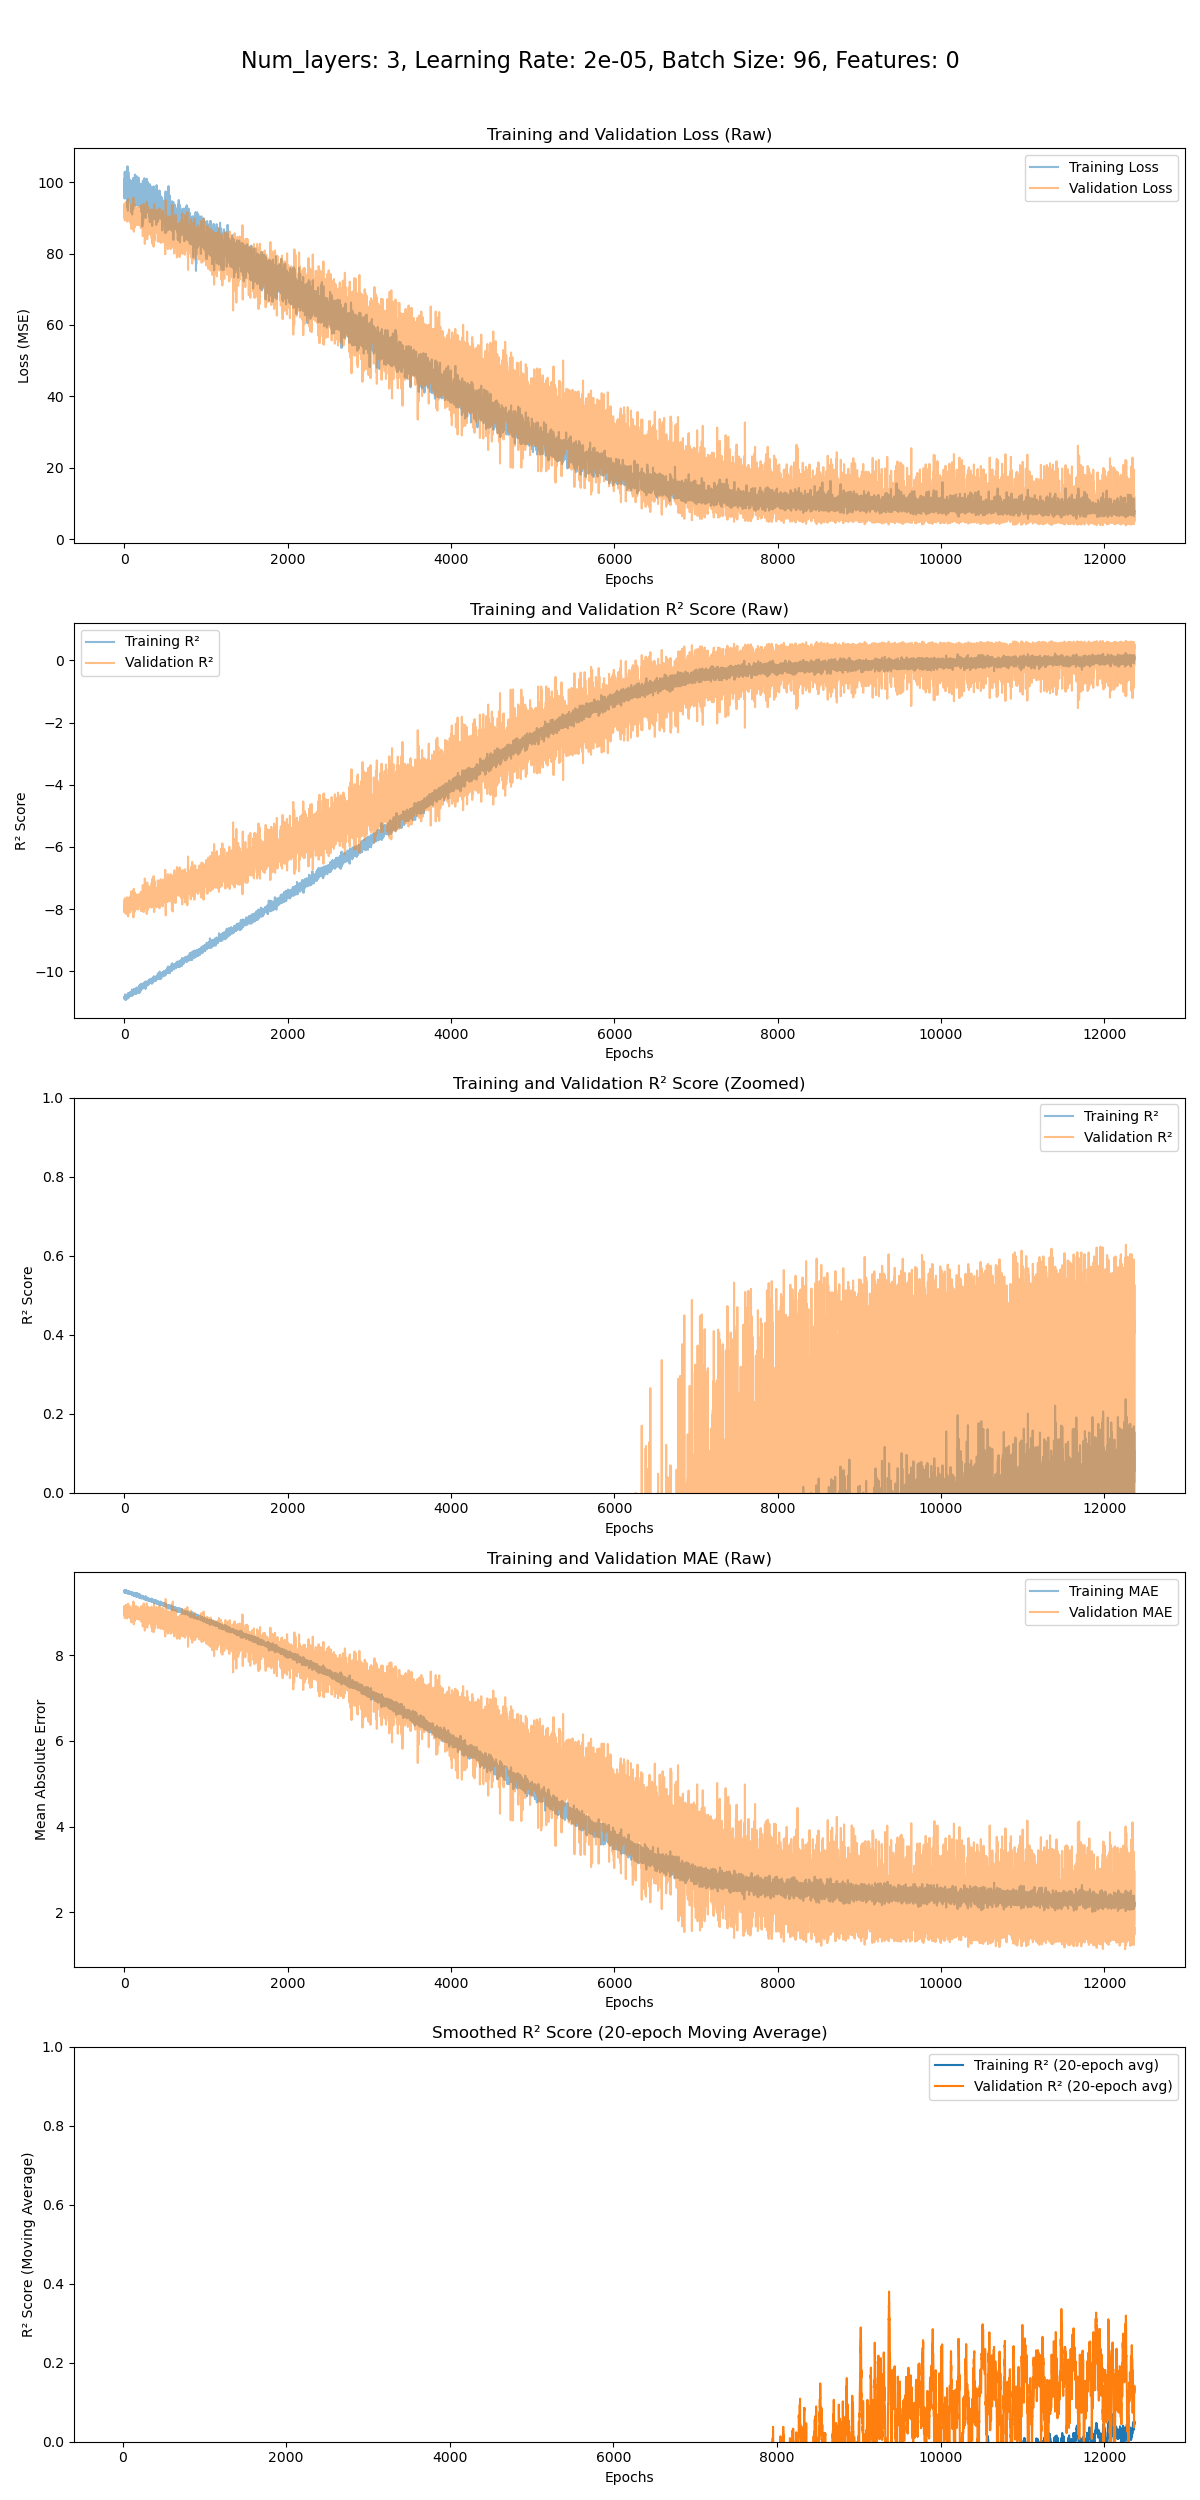 Num_layers: 3, Learning Rate: 2e-05, Batch Size: 96, Features: 0
Training and Validation Loss (Raw)
Training Loss
Validation Loss
100
80
60
40
20
0
Loss (MSE)
0 2000 4000 6000 8000 10000 12000
Epochs
Training and Validation R² Score (Raw)
Training R²
Validation R²
0
−2
−4
−6
−8
−10
R² Score
0 2000 4000 6000 8000 10000 12000
Epochs
Training and Validation R² Score (Zoomed)
Training R²
Validation R²
1.0
0.8
0.6
0.4
0.2
0.0
R² Score
0 2000 4000 6000 8000 10000 12000
Epochs
Training and Validation MAE (Raw)
Training MAE
Validation MAE
8
6
4
2
Mean Absolute Error
0 2000 4000 6000 8000 10000 12000
Epochs
Smoothed R² Score (20-epoch Moving Average)
Training R² (20-epoch avg)
Validation R² (20-epoch avg)
1.0
0.8
0.6
0.4
0.2
0.0
R² Score (Moving Average)
0 2000 4000 6000 8000 10000 12000
Epochs